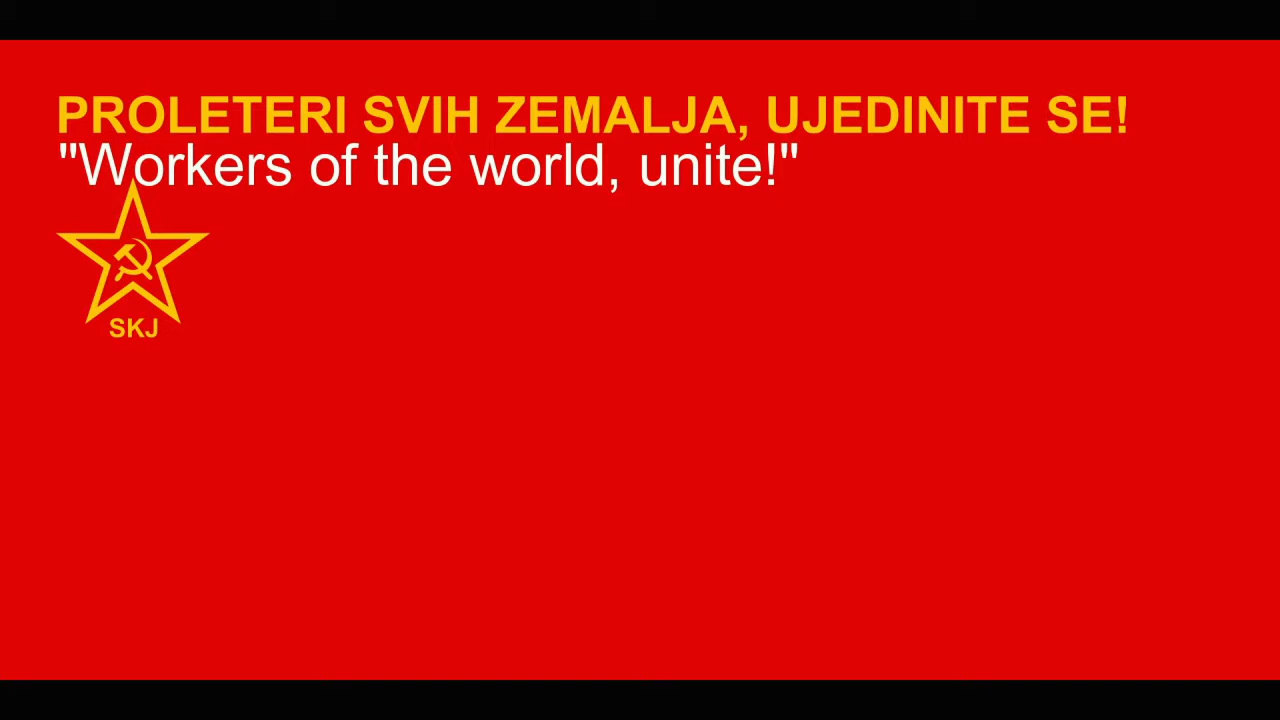 PROLETERI SVIH ZEMALJA, UJEDINITE SE!
"Workers of the world, unite!"
SKJ